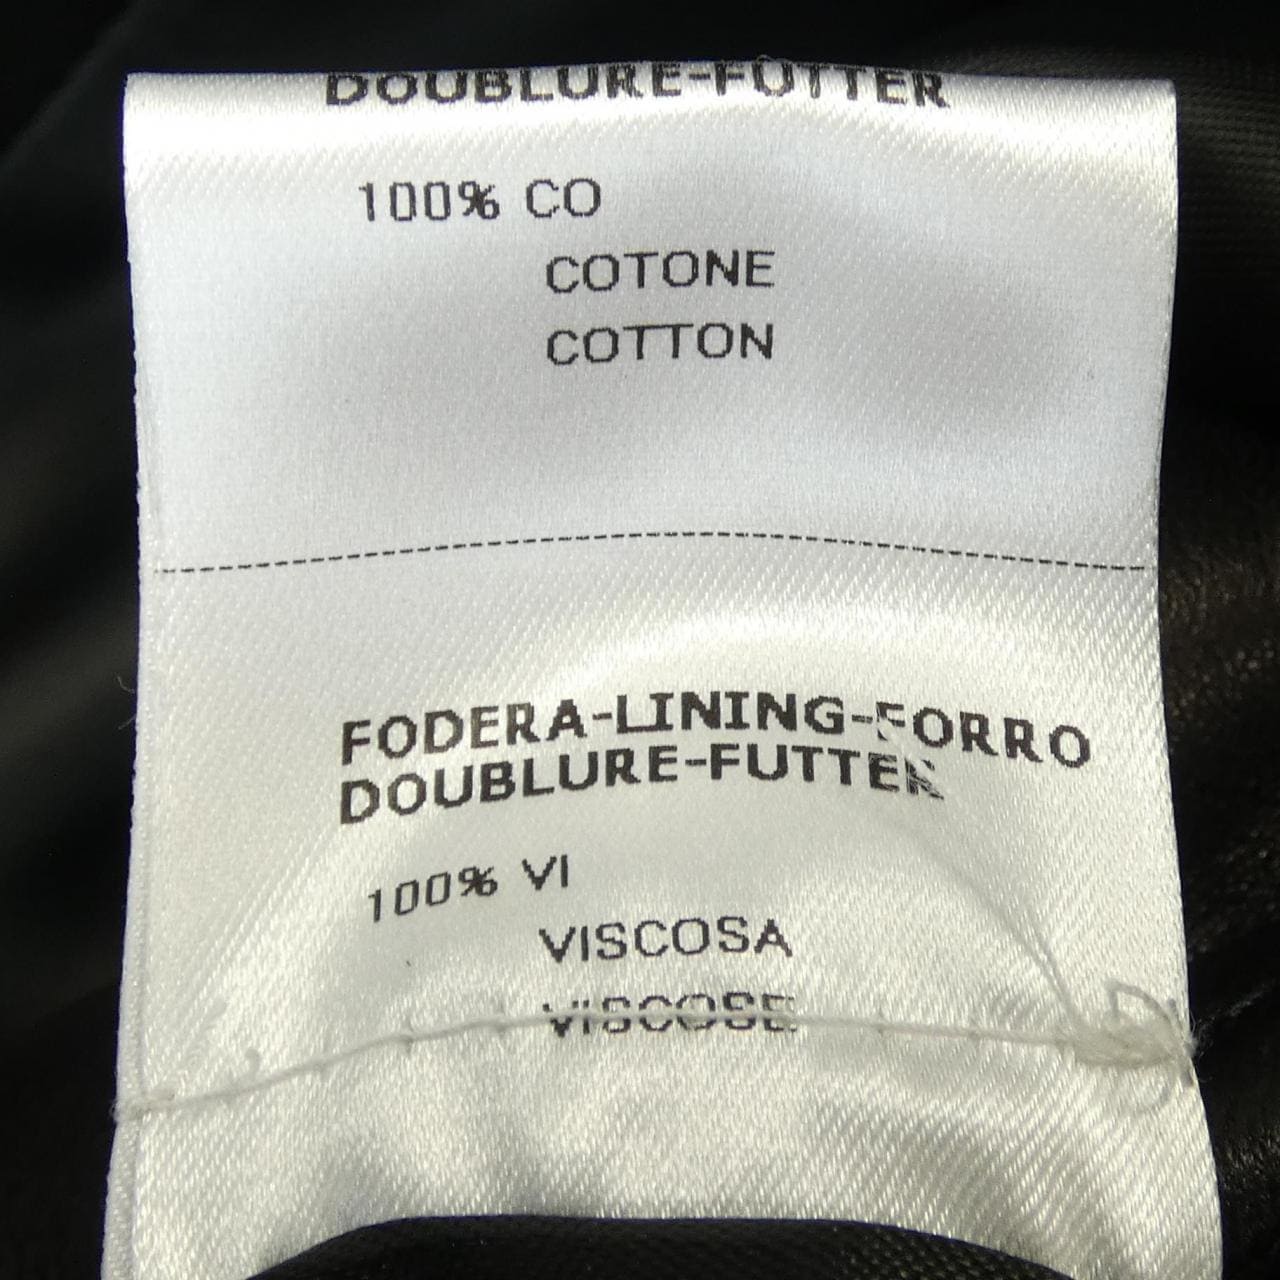 DOUBLURE-FUTTER
100% CO
COTONE
COTTON
FODERA-LINING-FORRO
DOUBLURE-FUTTER
100% VI
VISCOSA
VISCOSE